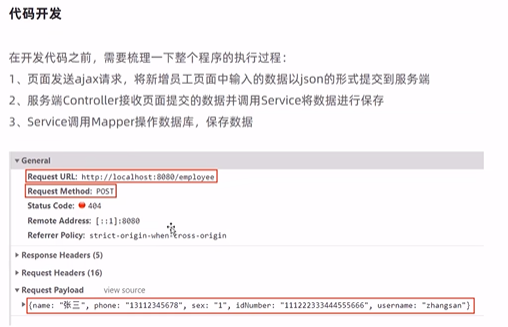 代码开发
在开发代码之前，需要梳理一下整个程序的执行过程：
1、页面发送ajax请求，将新增员工页面中输入的数据以json的形式提交到服务端
2、服务端Controller接收页面提交的数据并调用Service将数据进行保存
3、Service调用Mapper操作数据库，保存数据
General
Request URL: http://localhost:8080/employee
Request Method: POST
Status Code: 404
Remote Address: [::1]:8080
Referrer Policy: strict-origin-when-cross-origin
Response Headers (5)
Request Headers (16)
Request Payload view source
{name: "张三", phone: "13112345678", sex: "1", idNumber: "111222333444555666", username: "zhangsan"}